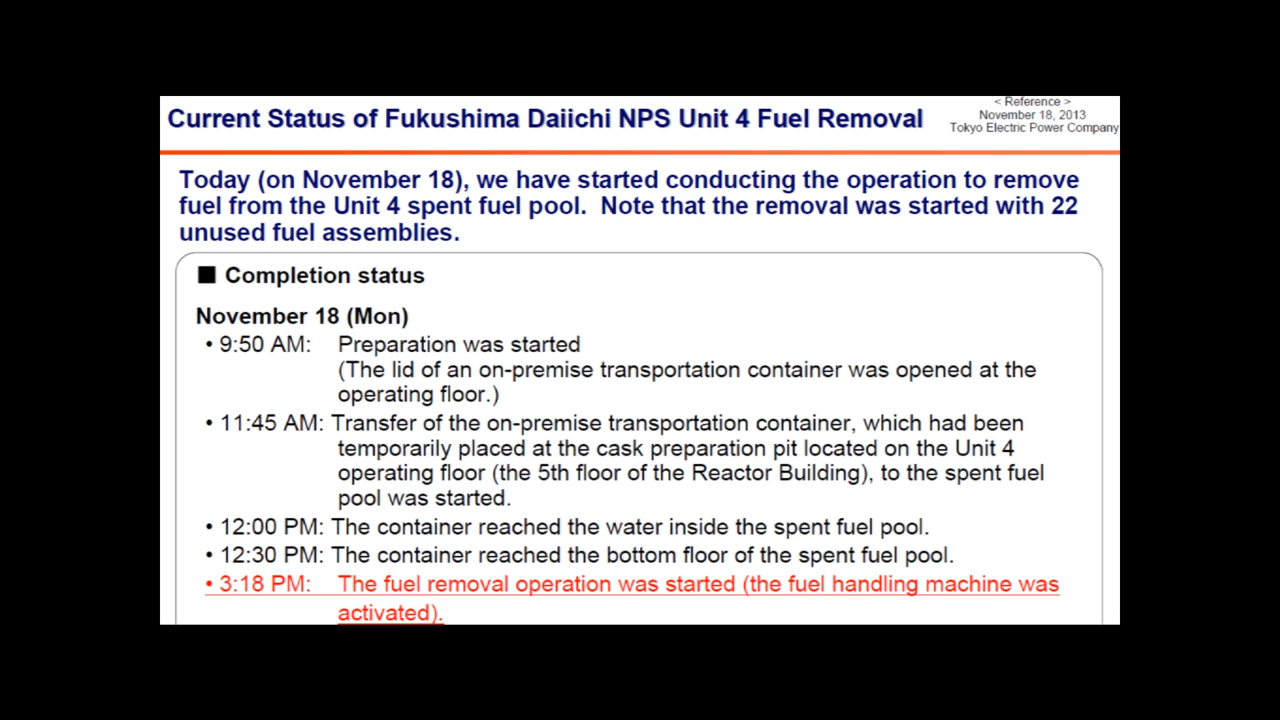 Current Status of Fukushima Daiichi NPS Unit 4 Fuel Removal
< Reference >
November 18, 2013
Tokyo Electric Power Company
Today (on November 18), we have started conducting the operation to remove
fuel from the Unit 4 spent fuel pool.  Note that the removal was started with 22
unused fuel assemblies.
■ Completion status
November 18 (Mon)
• 9:50 AM: Preparation was started
(The lid of an on-premise transportation container was opened at the
operating floor.)
• 11:45 AM: Transfer of the on-premise transportation container, which had been
temporarily placed at the cask preparation pit located on the Unit 4
operating floor (the 5th floor of the Reactor Building), to the spent fuel
pool was started.
• 12:00 PM: The container reached the water inside the spent fuel pool.
• 12:30 PM: The container reached the bottom floor of the spent fuel pool.
• 3:18 PM: The fuel removal operation was started (the fuel handling machine was
activated).